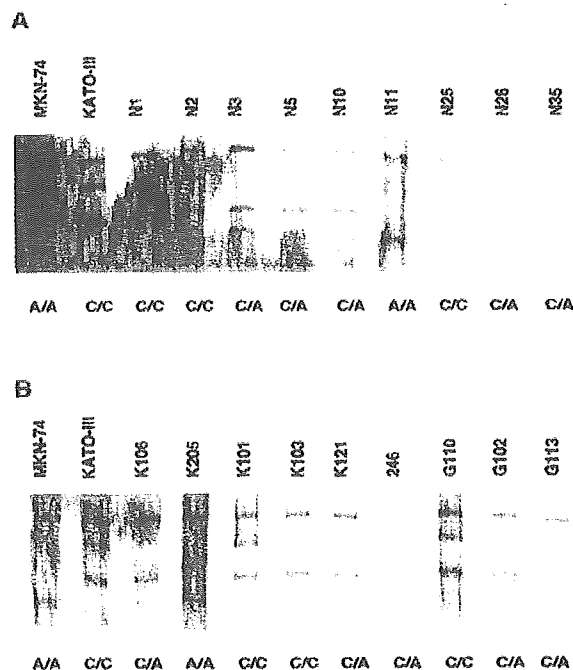 A
MKN-74 KATO-III N1 N2 N3 N5 N10 N11 N25 N26 N35
A/A C/C C/C C/C C/A C/A C/A A/A C/C C/A C/A
B
MKN-74 KATO-III K106 K205 K101 K103 K121 246 G110 G102 G113
A/A C/C C/A A/A C/C C/C C/A C/A C/C C/A C/A